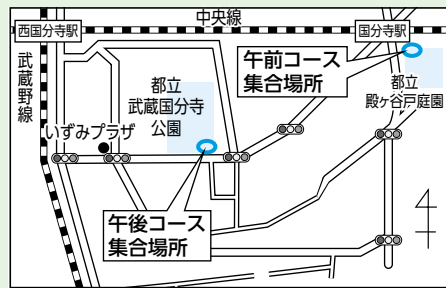 中央線
西国分寺駅
国分寺駅
武蔵野線
午前コース
集合場所
都立
武蔵国分寺
公園
都立
殿ヶ谷戸庭園
いずみプラザ
午後コース
集合場所